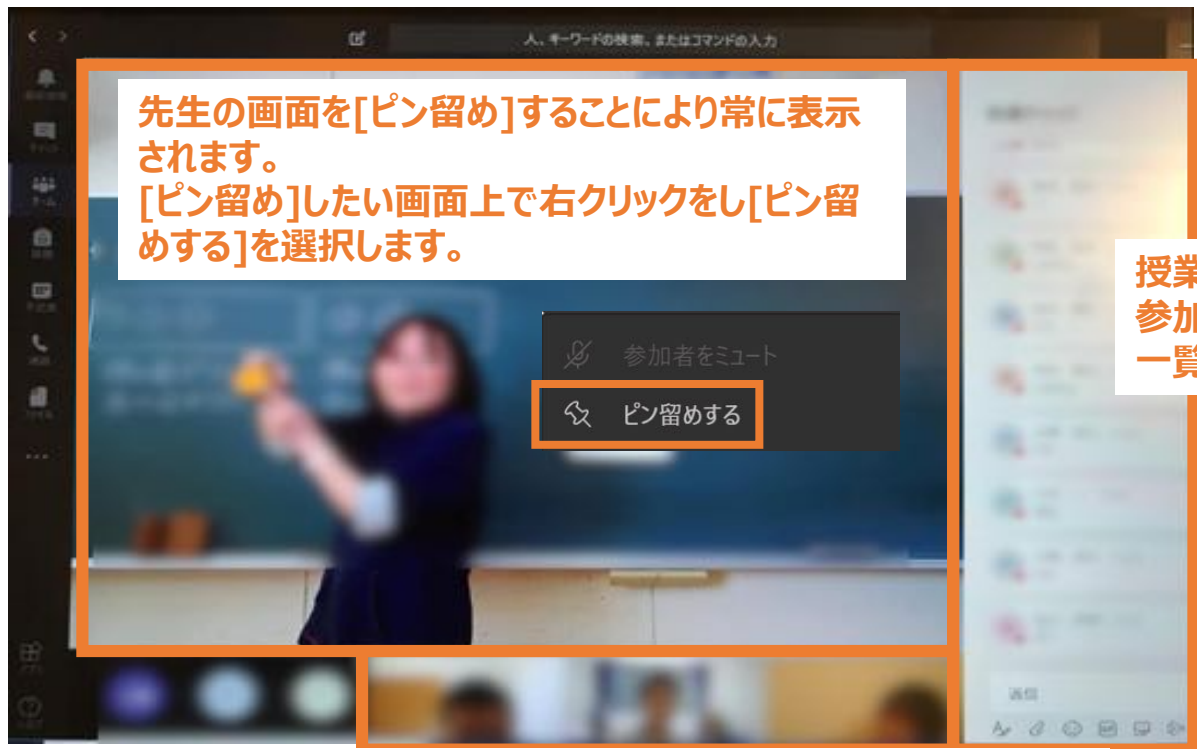 人、キーワードの検索、またはコマンドの入力
先生の画面を[ピン留め]することにより常に表示
されます。
[ピン留め]したい画面上で右クリックをし[ピン留
めする]を選択します。
授業
参加
一覧
参加者をミュート
ピン留めする
返信